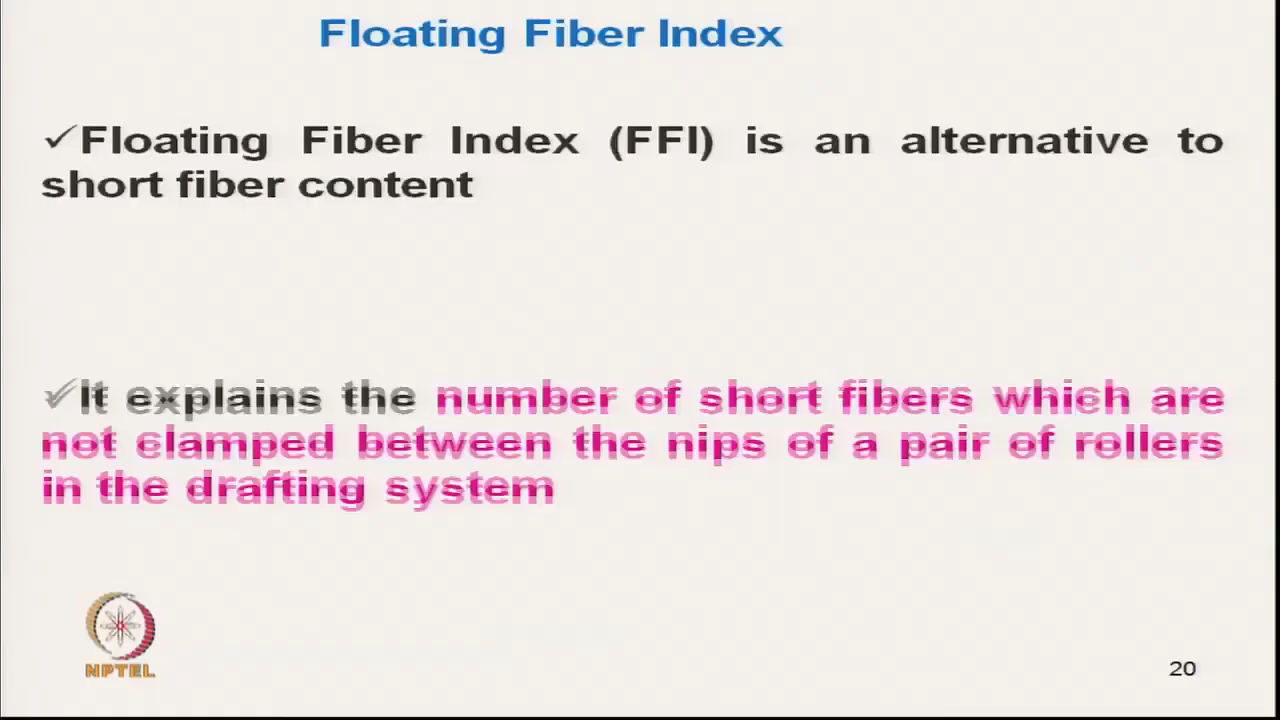 Floating Fiber Index
✓Floating Fiber Index (FFI) is an alternative to
short fiber content
✓It explains the number of short fibers which are
not clamped between the nips of a pair of rollers
in the drafting system
NPTEL
20